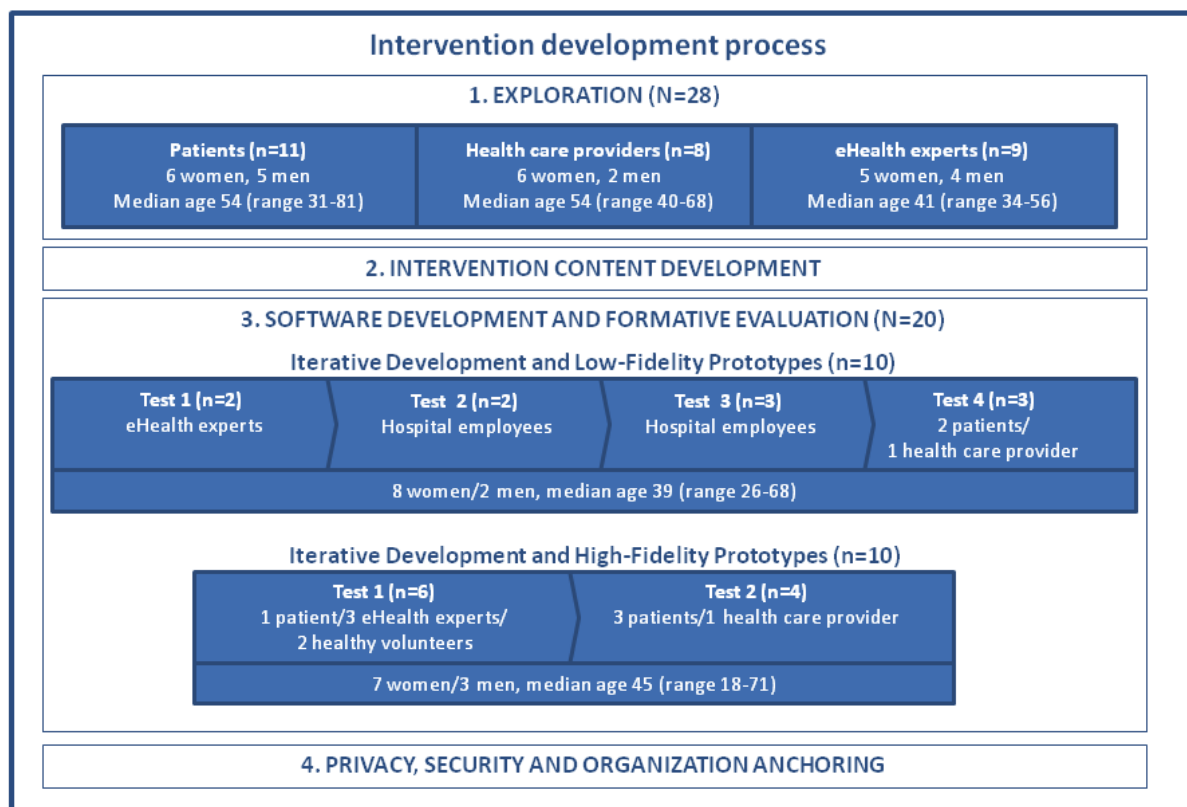 Intervention development process
1. EXPLORATION (N=28)
Patients (n=11)
6 women, 5 men
Median age 54 (range 31-81)
Health care providers (n=8)
6 women, 2 men
Median age 54 (range 40-68)
eHealth experts (n=9)
5 women, 4 men
Median age 41 (range 34-56)
2. INTERVENTION CONTENT DEVELOPMENT
3. SOFTWARE DEVELOPMENT AND FORMATIVE EVALUATION (N=20)
Iterative Development and Low-Fidelity Prototypes (n=10)
Test 1 (n=2)
eHealth experts
Test 2 (n=2)
Hospital employees
Test 3 (n=3)
Hospital employees
Test 4 (n=3)
2 patients/
1 health care provider
8 women/2 men, median age 39 (range 26-68)
Iterative Development and High-Fidelity Prototypes (n=10)
Test 1 (n=6)
1 patient/3 eHealth experts/
2 healthy volunteers
Test 2 (n=4)
3 patients/1 health care provider
7 women/3 men, median age 45 (range 18-71)
4. PRIVACY, SECURITY AND ORGANIZATION ANCHORING